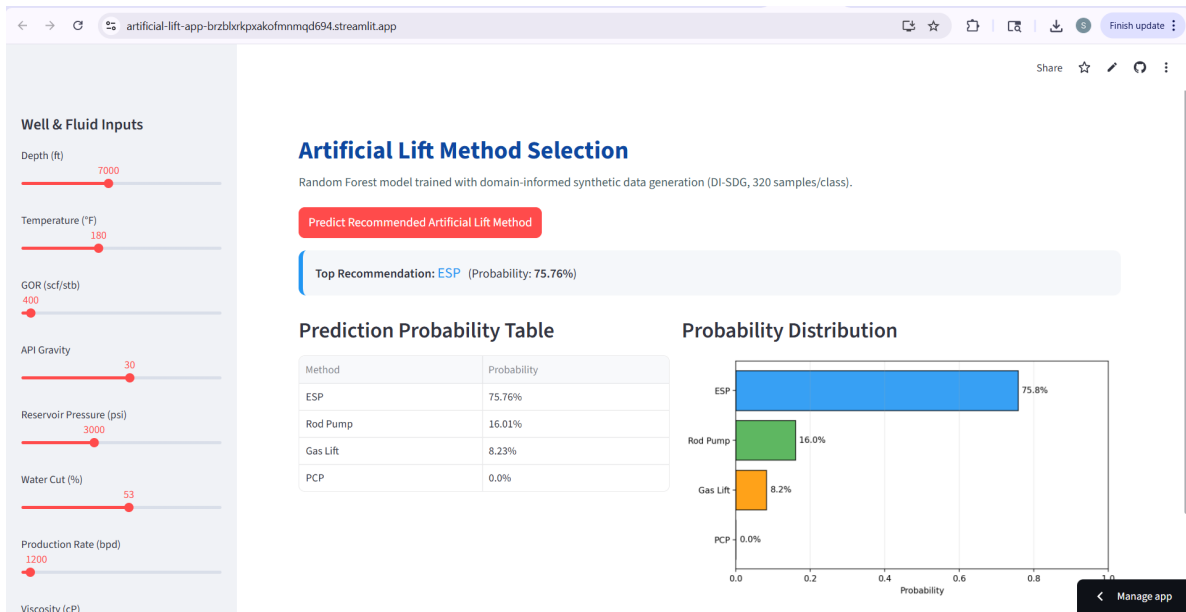 artificial-lift-app-brzblxrkpxakofmnmqd694.streamlit.app
S
Finish update
Share
Well & Fluid Inputs
Depth (ft)
7000
Temperature (°F)
180
GOR (scf/stb)
400
API Gravity
30
Reservoir Pressure (psi)
3000
Water Cut (%)
53
Production Rate (bpd)
1200
Viscosity (cP)
Artificial Lift Method Selection
Random Forest model trained with domain-informed synthetic data generation (DI-SDG, 320 samples/class).
Predict Recommended Artificial Lift Method
Top Recommendation: ESP (Probability: 75.76%)
Prediction Probability Table
Method Probability
ESP 75.76%
Rod Pump 16.01%
Gas Lift 8.23%
PCP 0.0%
Probability Distribution
ESP 75.8%
Rod Pump 16.0%
Gas Lift 8.2%
PCP 0.0%
0.0 0.2 0.4 0.6 0.8 1.0
Probability
Manage app